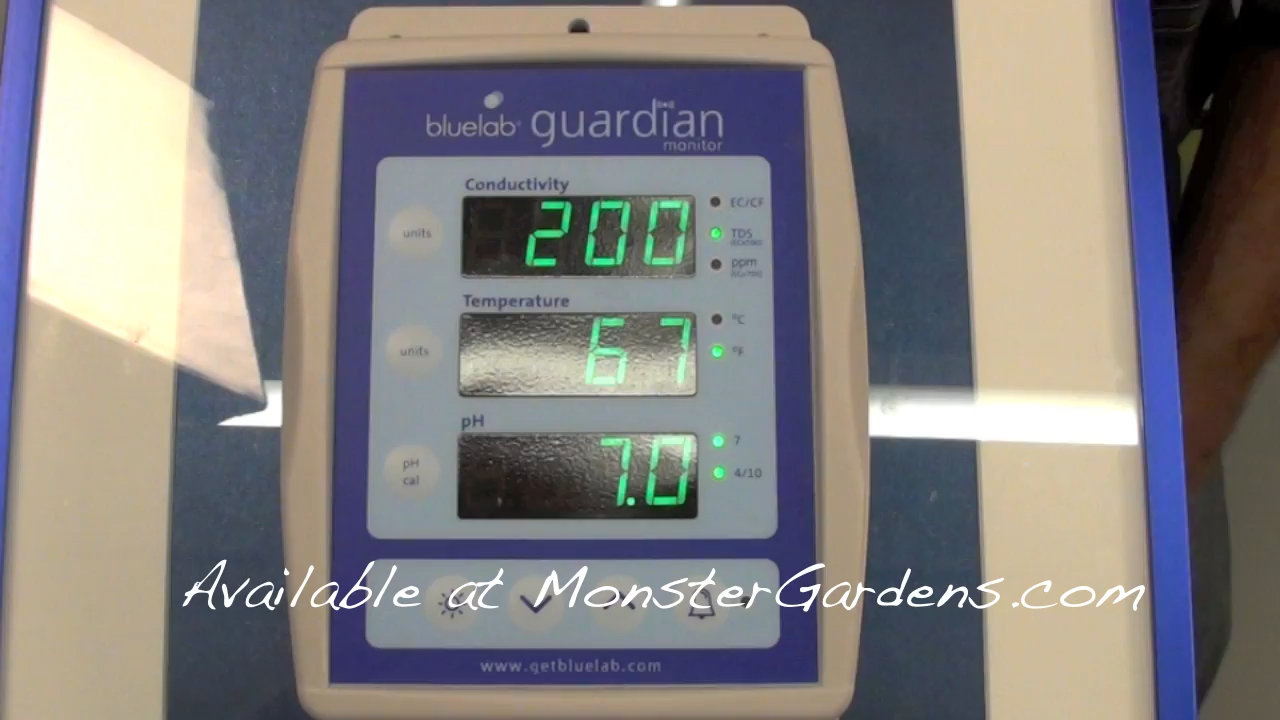 bluelab® guardian
monitor
Conductivity
units
200
EC/CF
TDS
ppm
Temperature
units
67
°C
°F
pH
pH
cal
7.0
7
4/10
Available at MonsterGardens.com
www.getbluelab.com